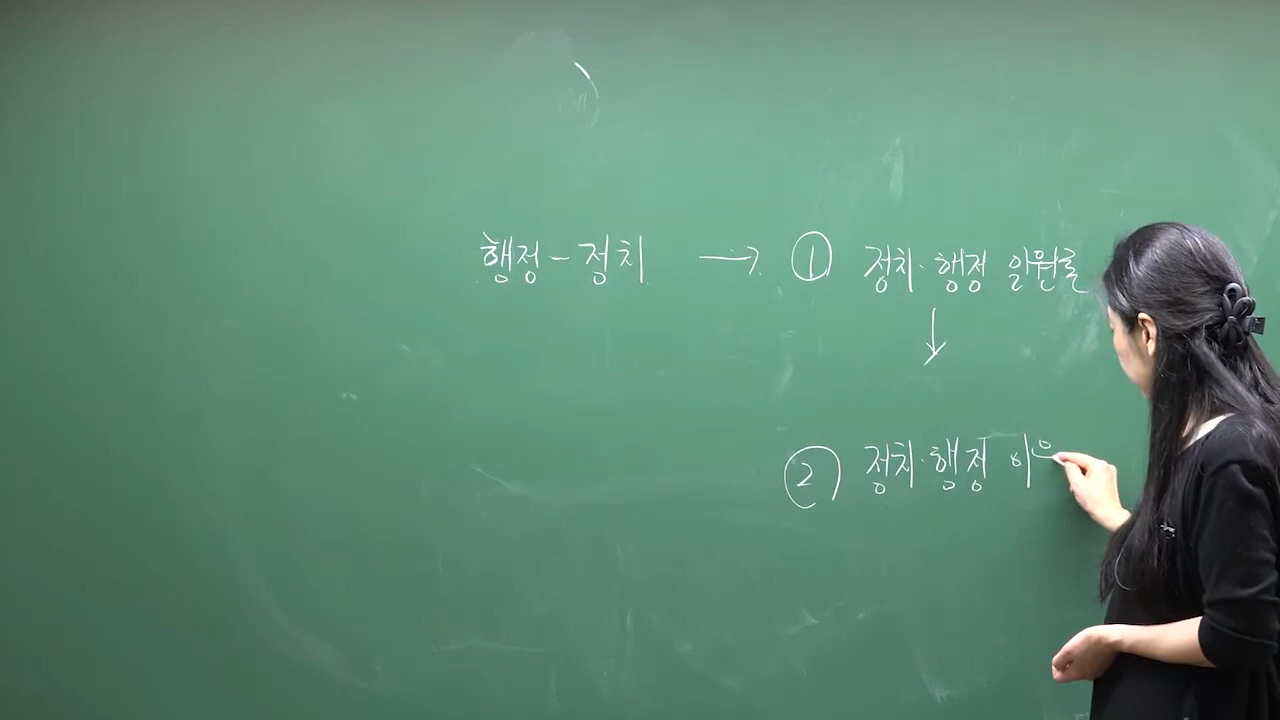 행정 - 정치 → ① 정치·행정 일원론
↓
② 정치·행정 이